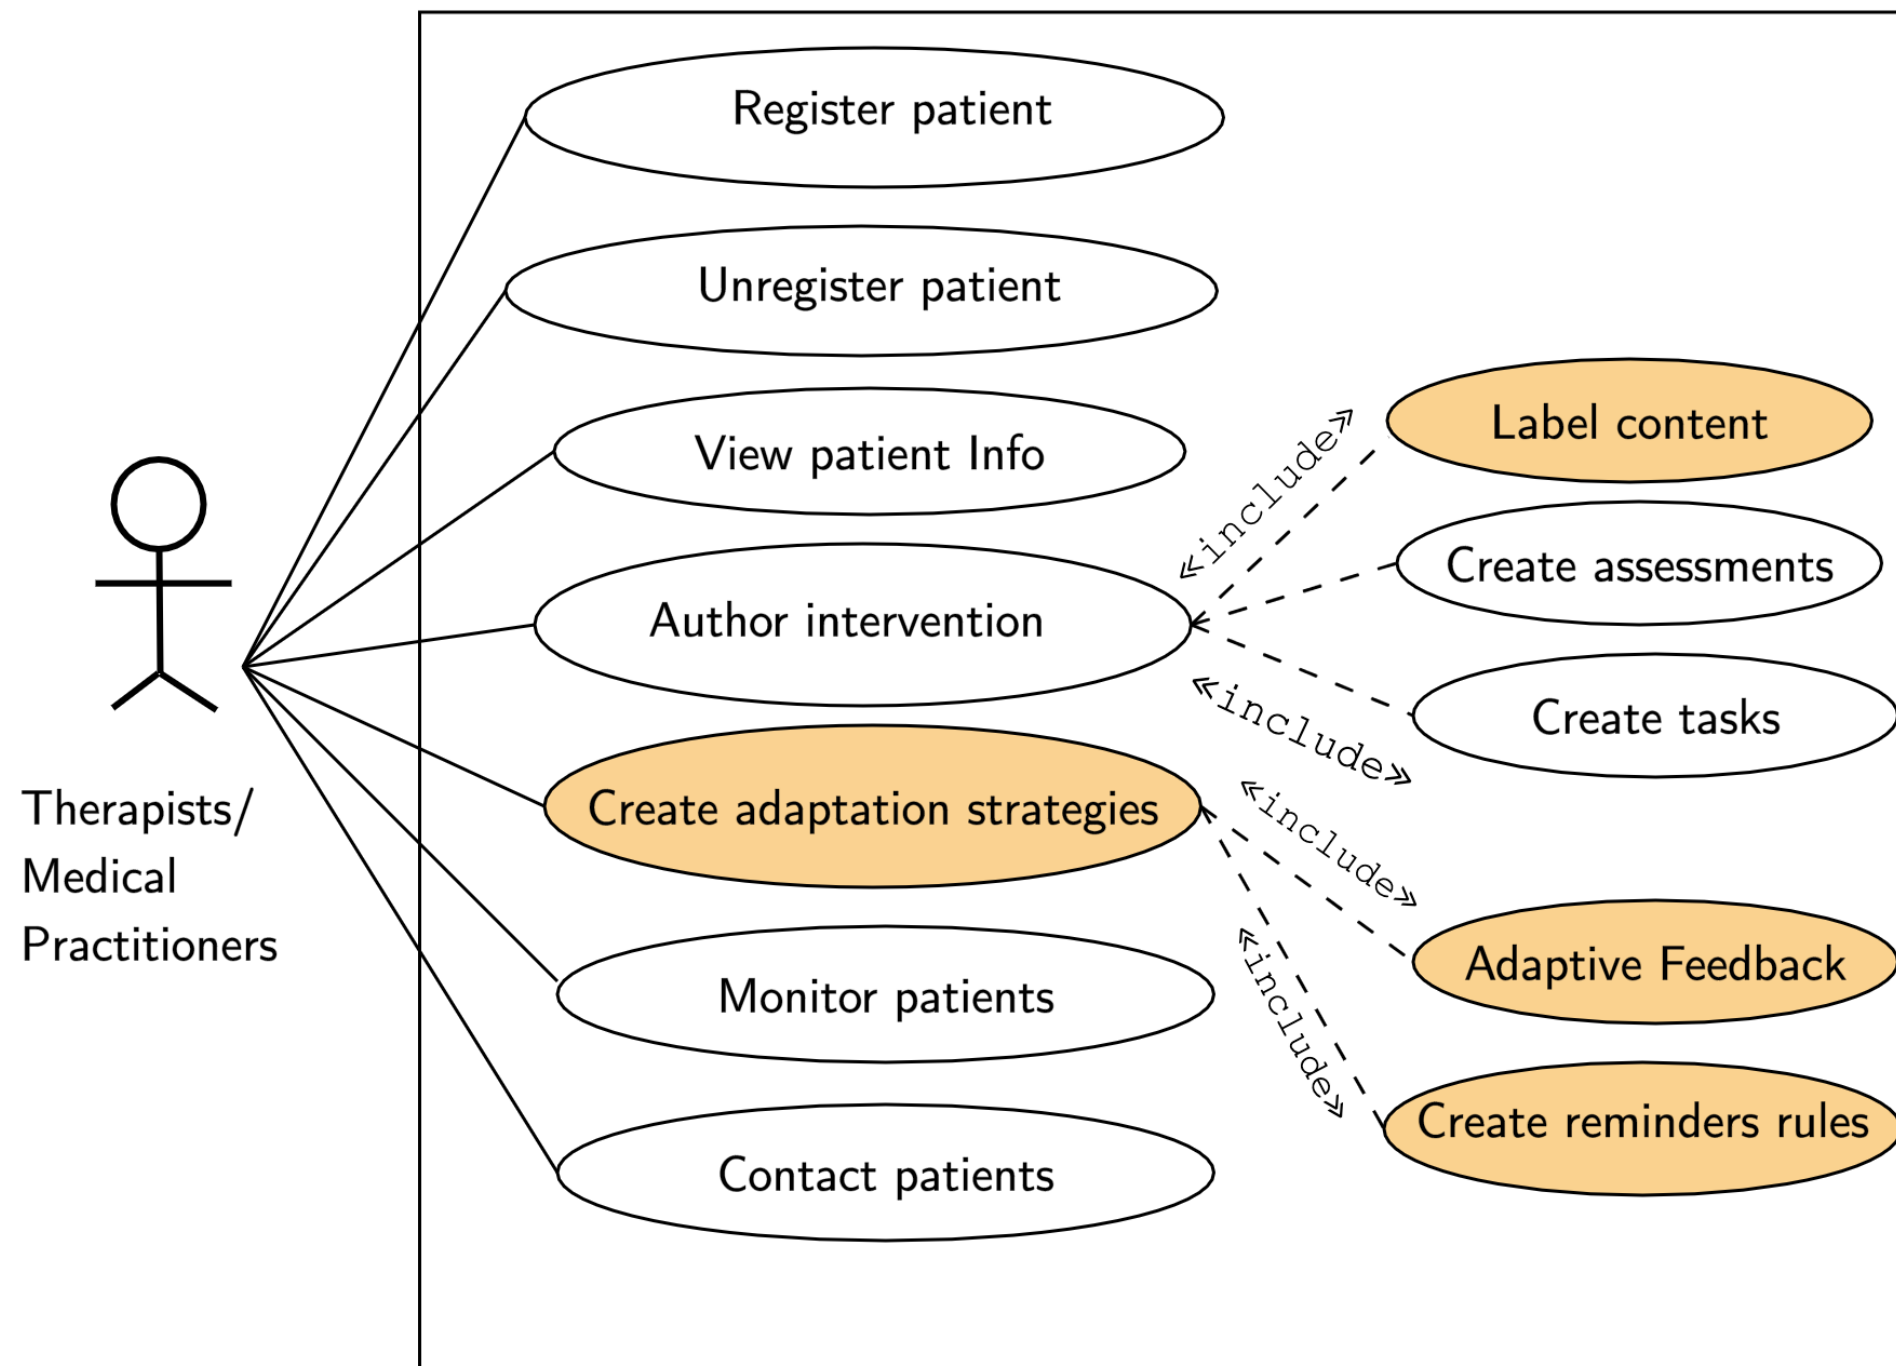 Register patient
Unregister patient
View patient Info
Author intervention
Create adaptation strategies
Monitor patients
Contact patients
Therapists/
Medical
Practitioners
«include»
«include»
«include»
«include»
Label content
Create assessments
Create tasks
Adaptive Feedback
Create reminders rules